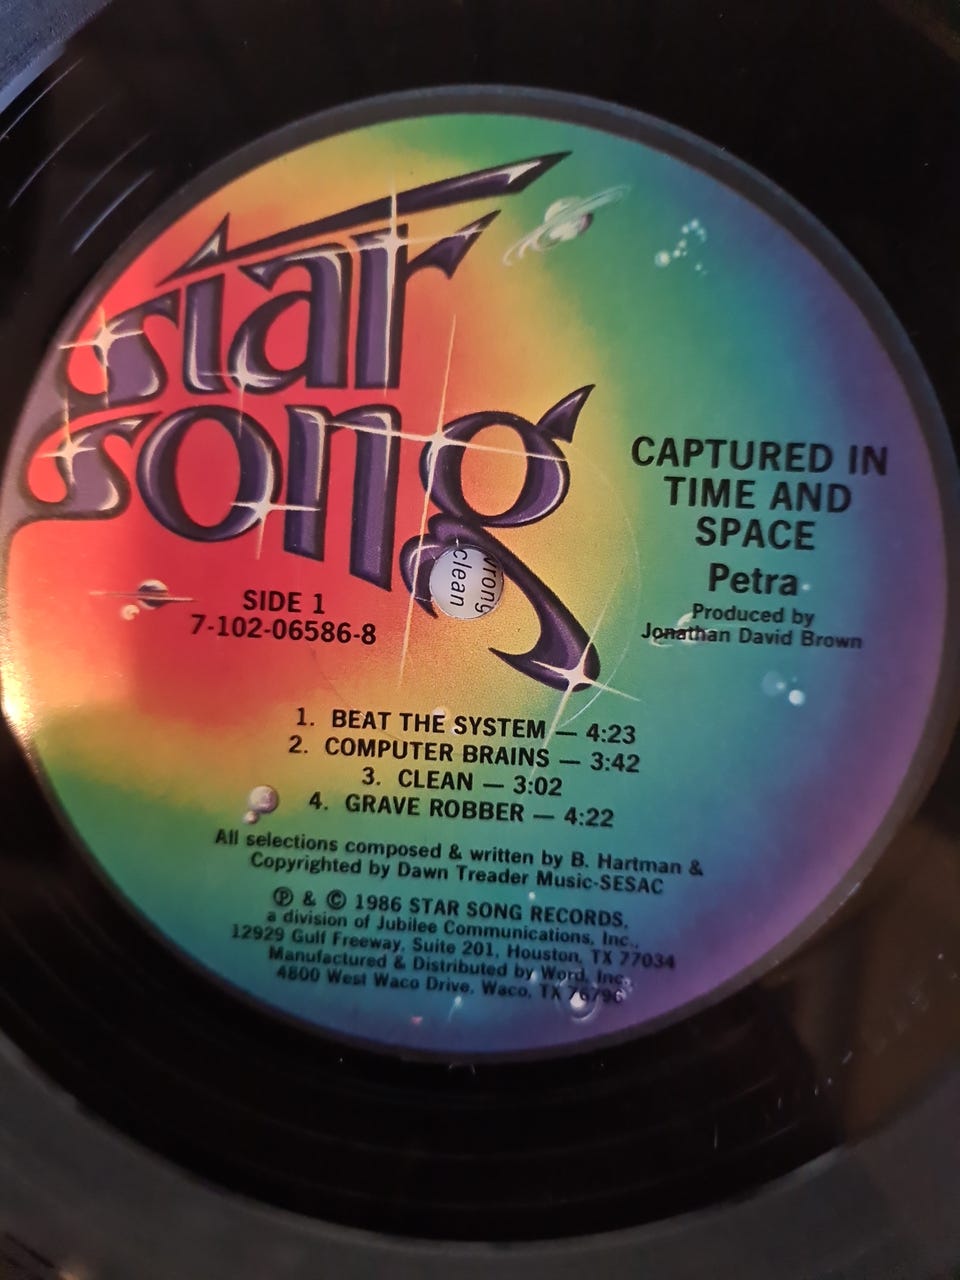 star
song
CAPTURED IN
TIME AND
SPACE
Petra
Produced by
Jonathan David Brown
wrong
clean
SIDE 1
7-102-06586-8
1. BEAT THE SYSTEM — 4:23
2. COMPUTER BRAINS — 3:42
3. CLEAN — 3:02
4. GRAVE ROBBER — 4:22
All selections composed & written by B. Hartman &
Copyrighted by Dawn Treader Music-SESAC
Ⓟ & © 1986 STAR SONG RECORDS,
a division of Jubilee Communications, Inc.,
12929 Gulf Freeway, Suite 201, Houston, TX 77034
Manufactured & Distributed by Word, Inc.
4800 West Waco Drive, Waco, TX 76796